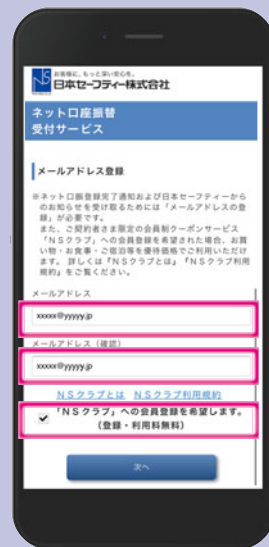 お客様に、もっと深い安心を。
NS 日本セーフティー株式会社
ネット口座振替
受付サービス
メールアドレス登録
※ネット口振登録完了通知および日本セーフティーから
のお知らせを受け取るためには「メールアドレスの登
録」が必要です。
また、ご契約者さま限定の会員制クーポンサービス
「NSクラブ」への会員登録を希望された場合、お買
い物・お食事・ご宿泊等を優待価格でご利用いただけ
ます。 詳しくは『NSクラブとは』『NSクラブ利用
規約』をご覧ください。
メールアドレス
xxxxx@yyyyy.jp
メールアドレス（確認）
xxxxx@yyyyy.jp
NSクラブとは NSクラブ利用規約
「NSクラブ」への会員登録を希望します。
（登録・利用料無料）
次へ